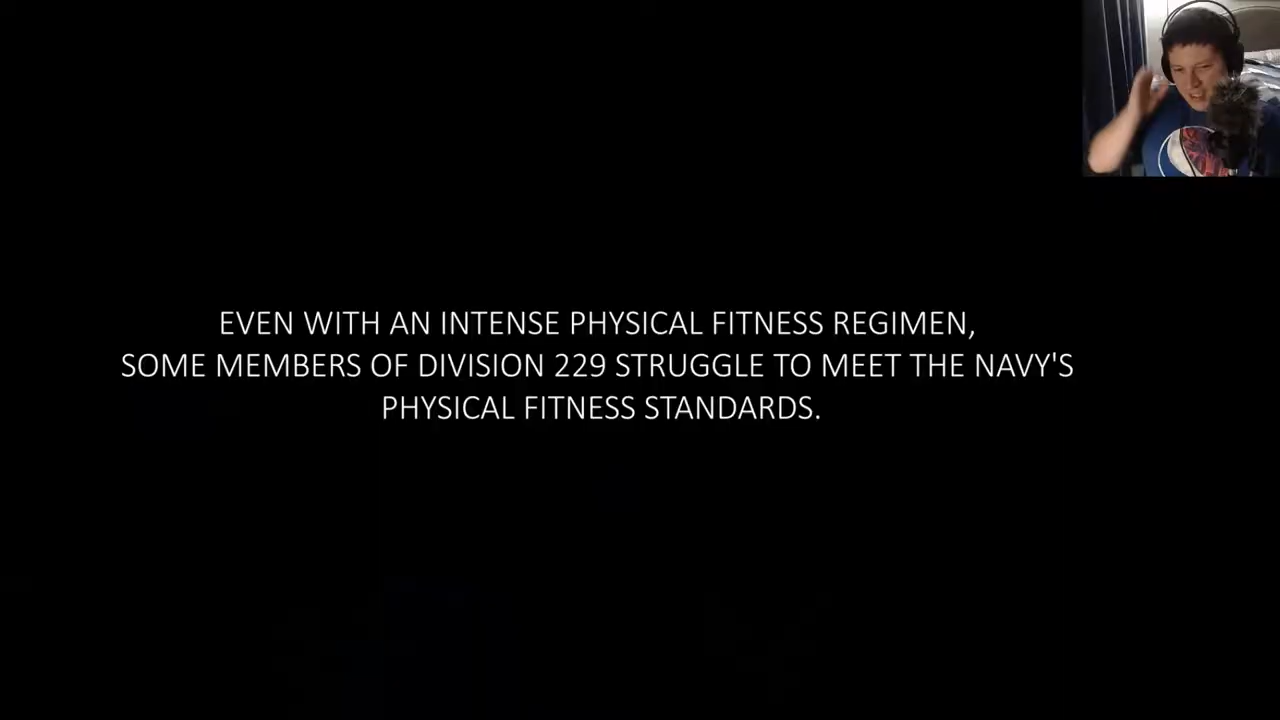 EVEN WITH AN INTENSE PHYSICAL FITNESS REGIMEN,
SOME MEMBERS OF DIVISION 229 STRUGGLE TO MEET THE NAVY'S
PHYSICAL FITNESS STANDARDS.